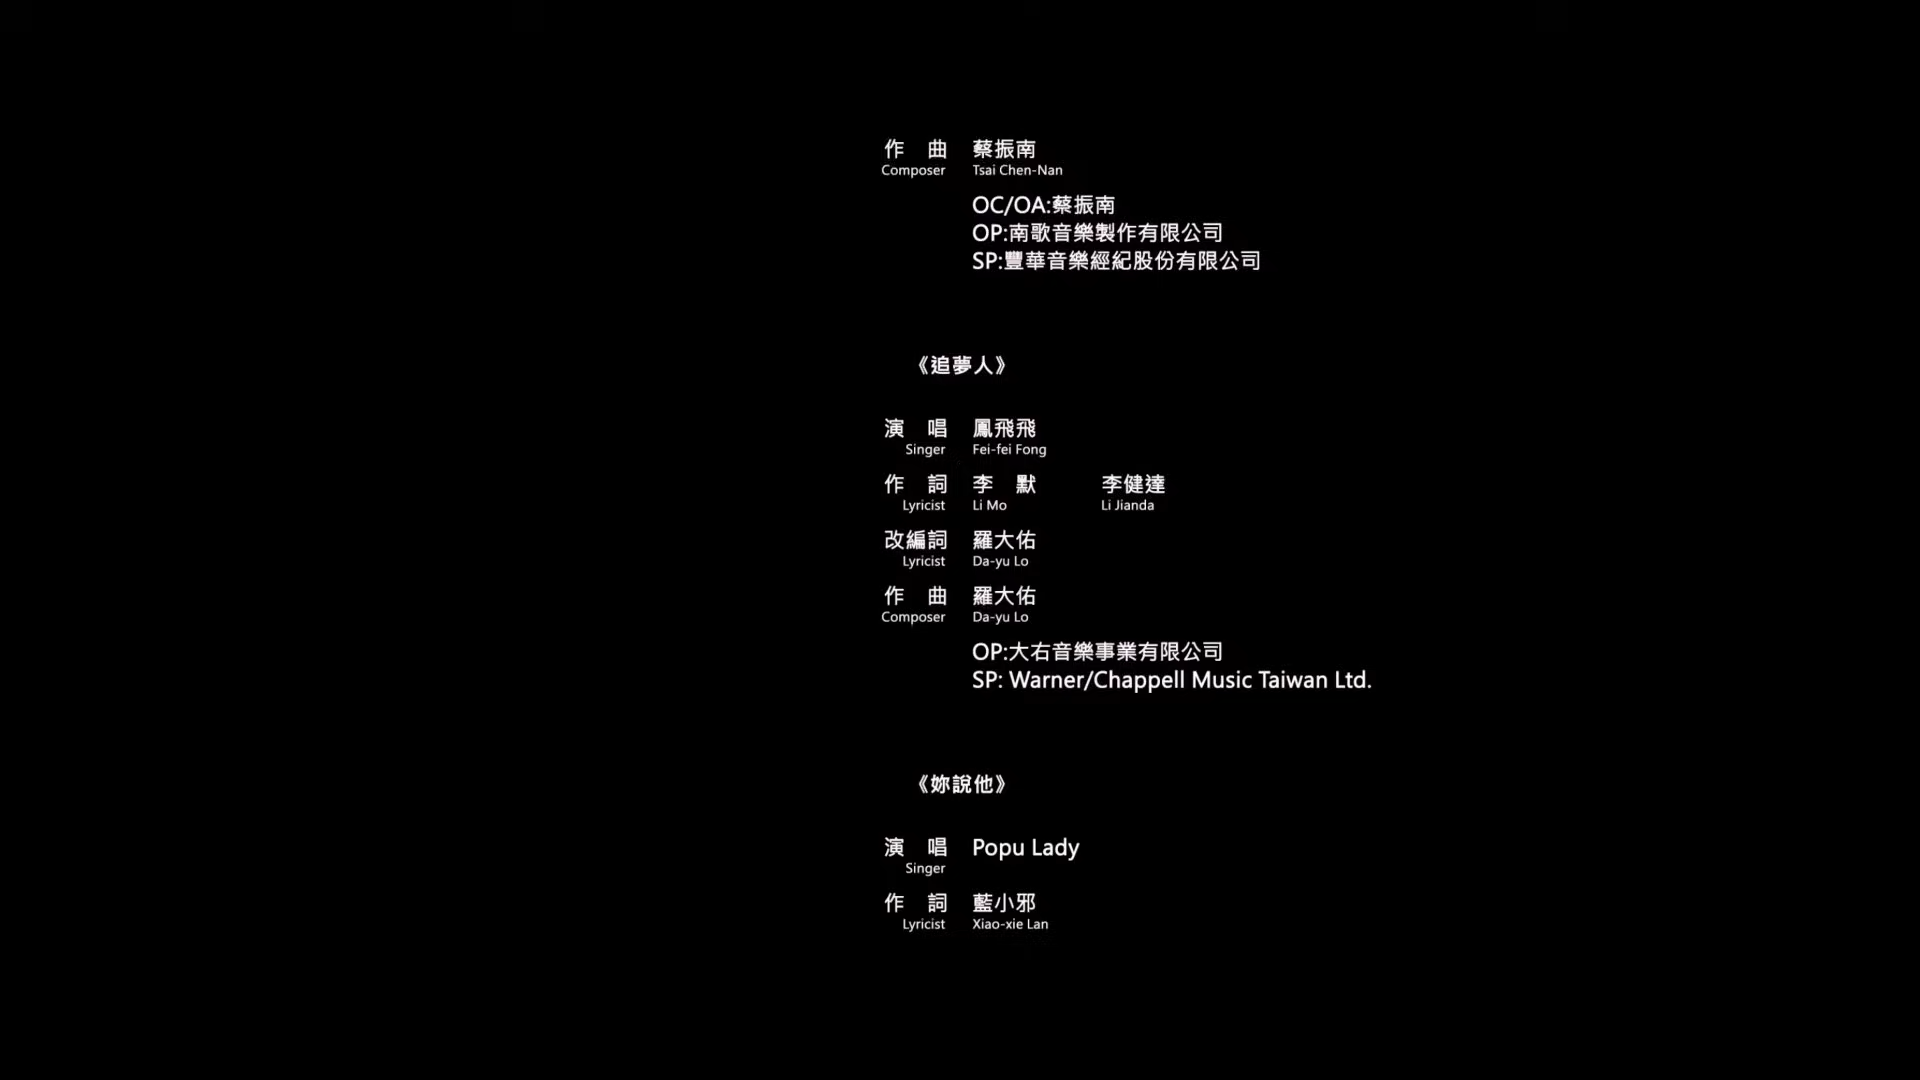 作 曲 蔡振南
Composer Tsai Chen-Nan
OC/OA:蔡振南
OP:南歌音樂製作有限公司
SP:豐華音樂經紀股份有限公司
《追夢人》
演 唱 鳳飛飛
Singer Fei-fei Fong
作 詞 李 默 李健達
Lyricist Li Mo Li Jianda
改編詞 羅大佑
Lyricist Da-yu Lo
作 曲 羅大佑
Composer Da-yu Lo
OP:大右音樂事業有限公司
SP: Warner/Chappell Music Taiwan Ltd.
《妳說他》
演 唱 Popu Lady
Singer
作 詞 藍小邪
Lyricist Xiao-xie Lan